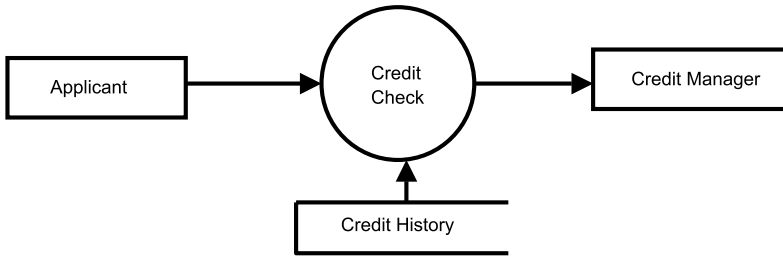 Applicant
Credit
Check
Credit Manager
Credit History